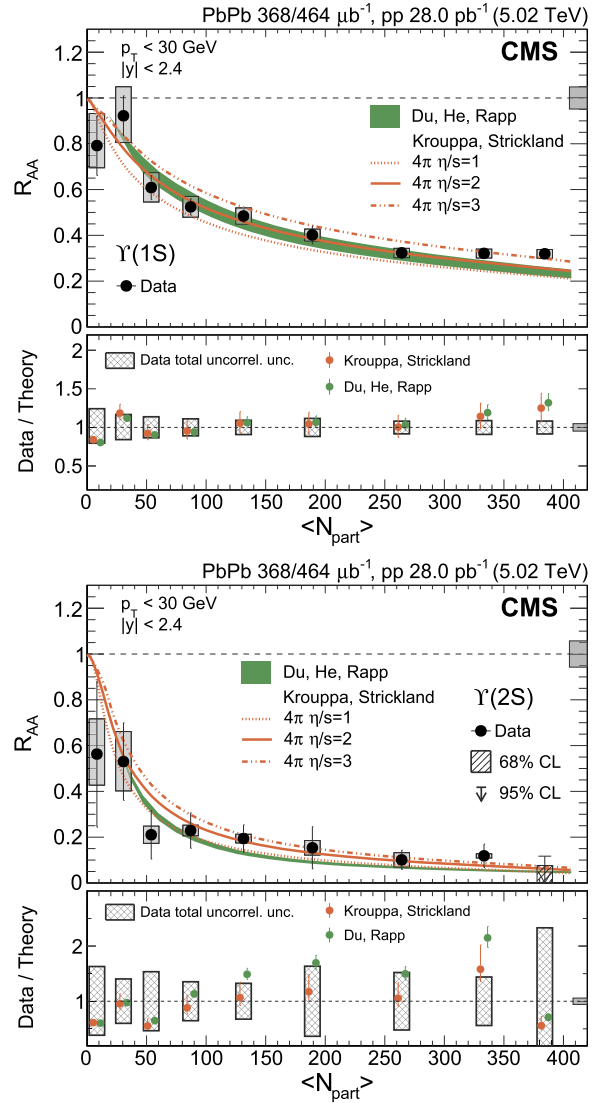 PbPb 368/464 μb⁻¹, pp 28.0 pb⁻¹ (5.02 TeV)
p_T < 30 GeV
|y| < 2.4
CMS
Du, He, Rapp
Krouppa, Strickland
4π η/s=1
4π η/s=2
4π η/s=3
ϒ(1S)
Data
R_AA
1.2
1
0.8
0.6
0.4
0.2
0
Data total uncorrel. unc.
Krouppa, Strickland
Du, He, Rapp
Data / Theory
2
1.5
1
0.5
0 50 100 150 200 250 300 350 400
<N_part>
PbPb 368/464 μb⁻¹, pp 28.0 pb⁻¹ (5.02 TeV)
p_T < 30 GeV
|y| < 2.4
CMS
Du, He, Rapp
Krouppa, Strickland
4π η/s=1
4π η/s=2
4π η/s=3
ϒ(2S)
Data
68% CL
95% CL
R_AA
1.2
1
0.8
0.6
0.4
0.2
0
Data total uncorrel. unc.
Krouppa, Strickland
Du, Rapp
Data / Theory
2
1
0 50 100 150 200 250 300 350 400
<N_part>